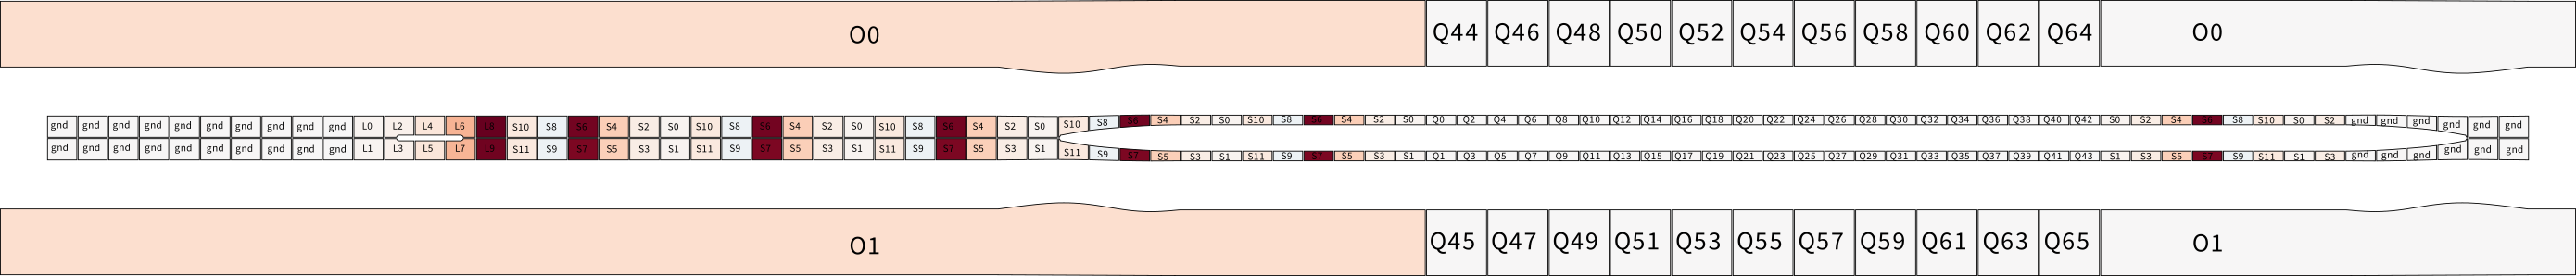 O0 Q44 Q46 Q48 Q50 Q52 Q54 Q56 Q58 Q60 Q62 Q64 O0
gnd gnd gnd gnd gnd gnd gnd gnd gnd gnd L0 L2 L4 L6 L8 S10 S8 S6 S4 S2 S0 S10 S8 S6 S4 S2 S0 S10 S8 S6 S4 S2 S0 S10 S8 S6 S4 S2 S0 S10 S8 S6 S4 S2 S0 Q0 Q2 Q4 Q6 Q8 Q10 Q12 Q14 Q16 Q18 Q20 Q22 Q24 Q26 Q28 Q30 Q32 Q34 Q36 Q38 Q40 Q42 S0 S2 S4 S6 S8 S10 S0 S2 gnd gnd gnd gnd gnd gnd
gnd gnd gnd gnd gnd gnd gnd gnd gnd gnd L1 L3 L5 L7 L9 S11 S9 S7 S5 S3 S1 S11 S9 S7 S5 S3 S1 S11 S9 S7 S5 S3 S1 S11 S9 S7 S5 S3 S1 S11 S9 S7 S5 S3 S1 Q1 Q3 Q5 Q7 Q9 Q11 Q13 Q15 Q17 Q19 Q21 Q23 Q25 Q27 Q29 Q31 Q33 Q35 Q37 Q39 Q41 Q43 S1 S3 S5 S7 S9 S11 S1 S3 gnd gnd gnd gnd gnd gnd
O1 Q45 Q47 Q49 Q51 Q53 Q55 Q57 Q59 Q61 Q63 Q65 O1